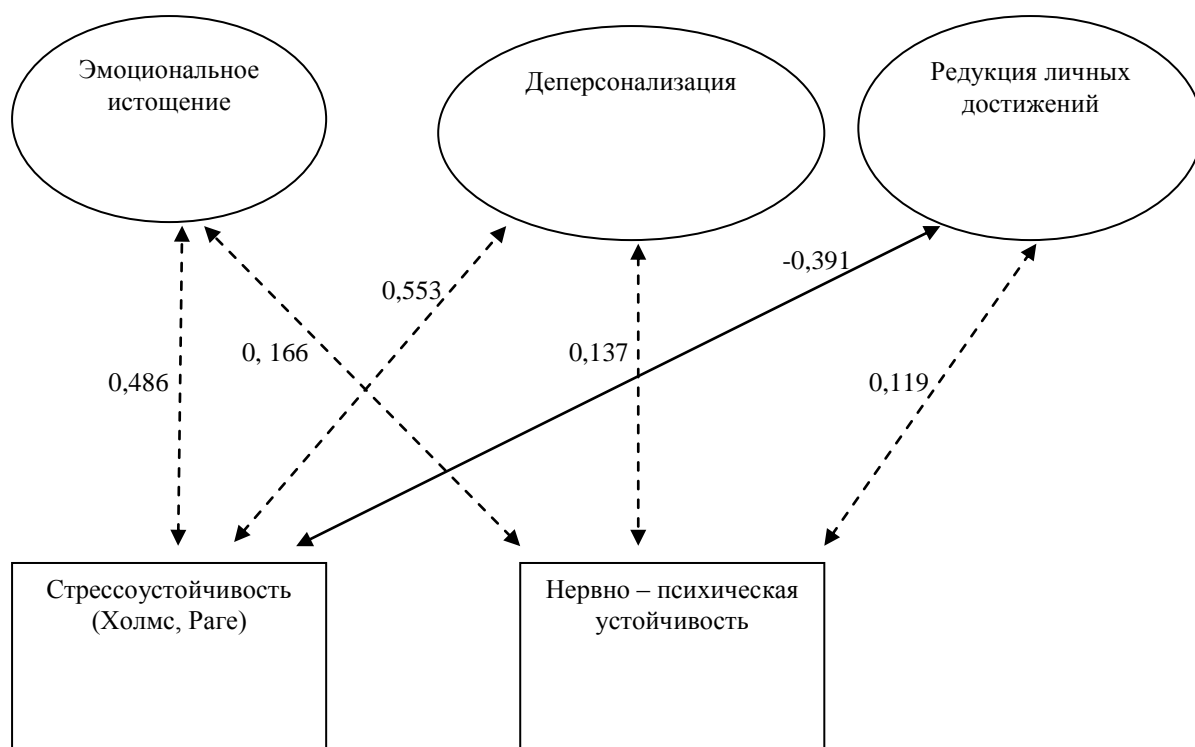 Эмоциональное
истощение
Деперсонализация
Редукция личных
достижений
-0,391
0,553
0, 166
0,137
0,486
0,119
Стрессоустойчивость
(Холмс, Раге)
Нервно – психическая
устойчивость